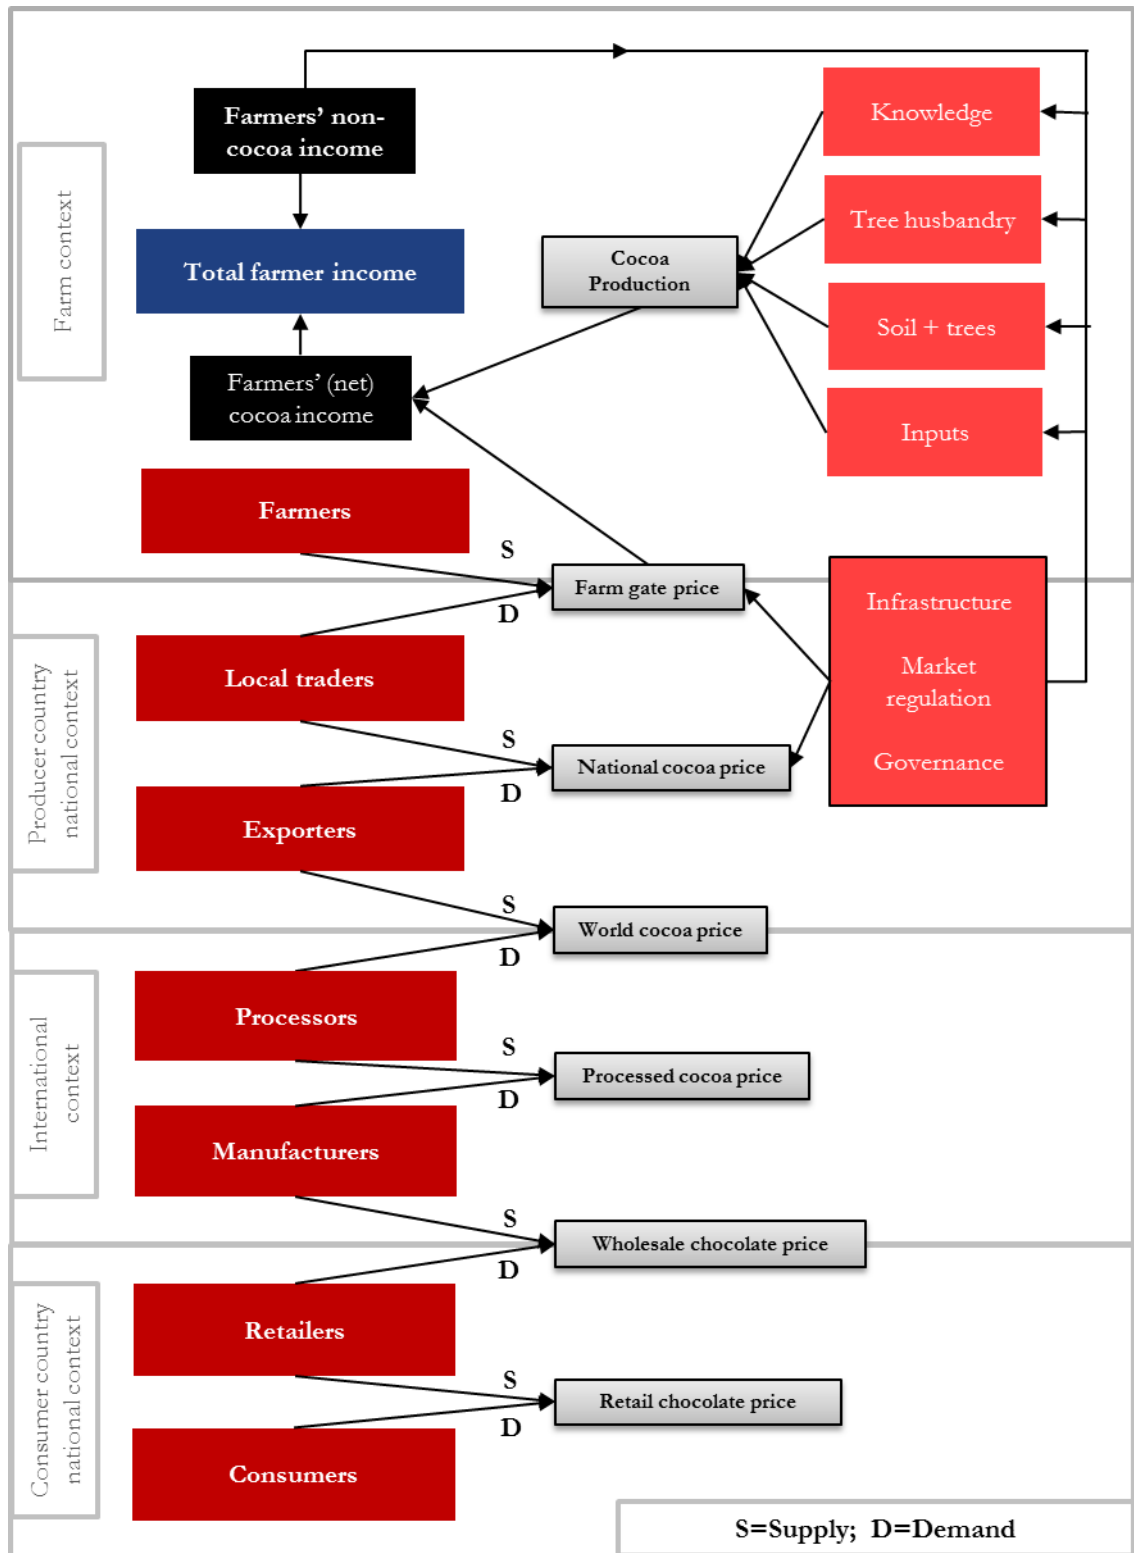 Farm context
Farmers’ non-
cocoa income
Total farmer income
Farmers’ (net)
cocoa income
Cocoa
Production
Knowledge
Tree husbandry
Soil + trees
Inputs
Farmers
S
Farm gate price
D
Producer country
national context
Local traders
S
National cocoa price
D
Exporters
Infrastructure
Market
regulation
Governance
S
World cocoa price
D
International
context
Processors
S
Processed cocoa price
D
Manufacturers
S
Wholesale chocolate price
D
Consumer country
national context
Retailers
S
Retail chocolate price
D
Consumers
S=Supply; D=Demand